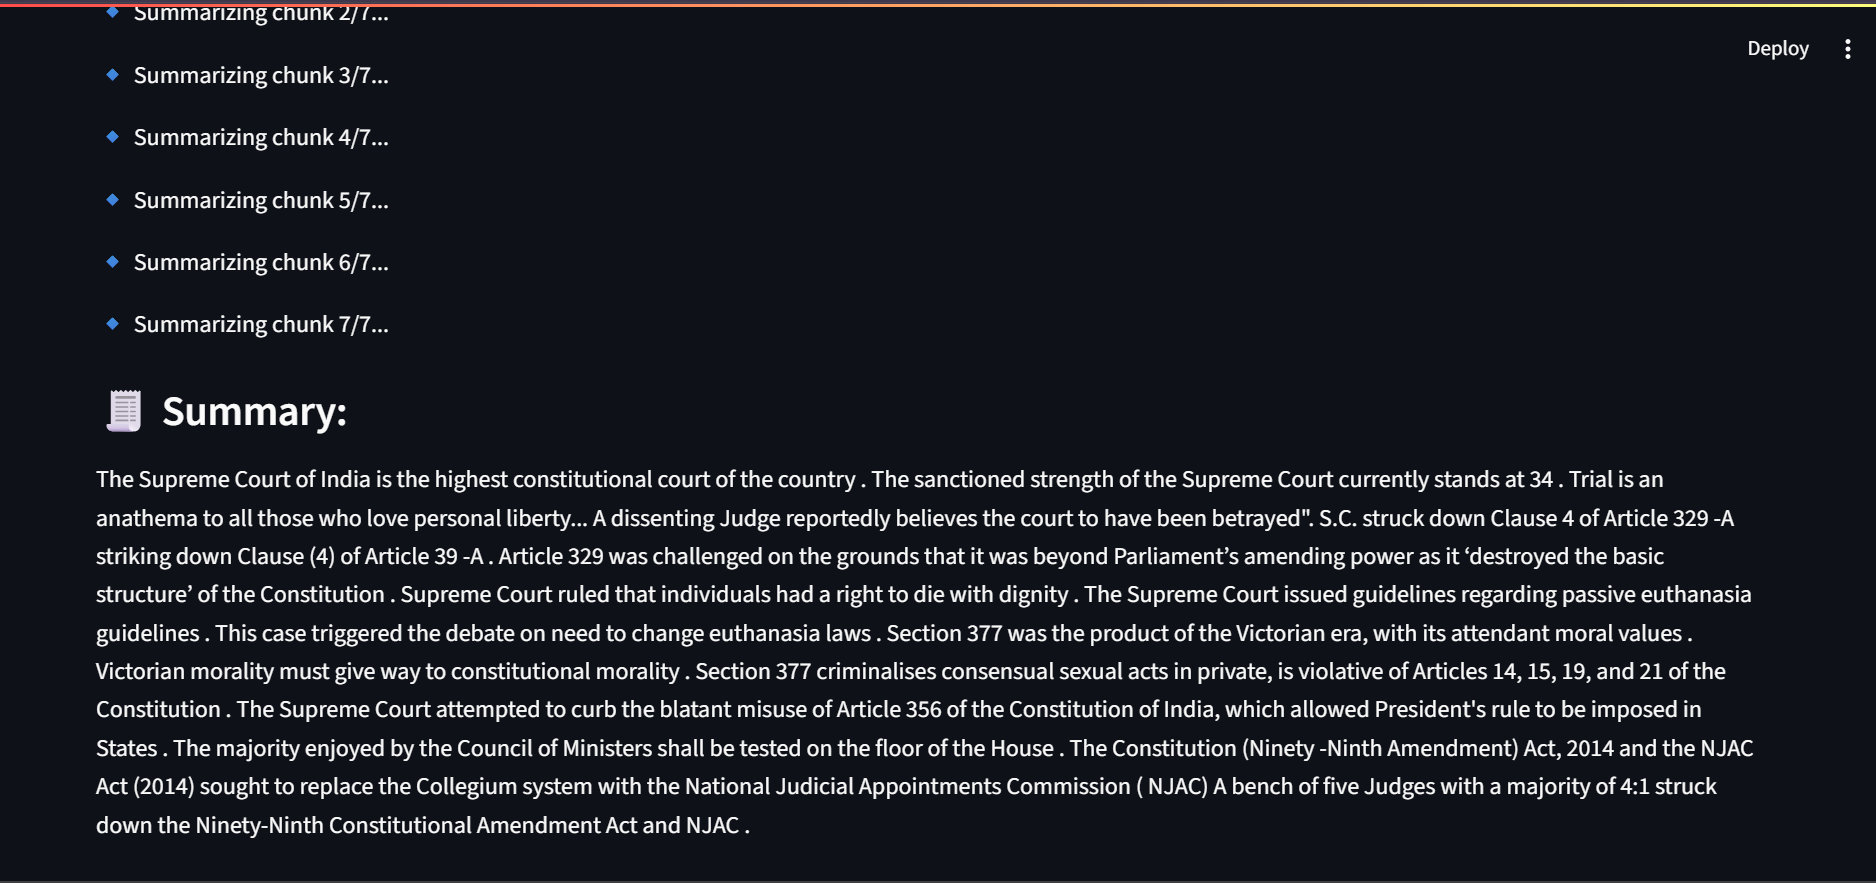 Summarizing chunk 2/7...
Deploy
Summarizing chunk 3/7...
Summarizing chunk 4/7...
Summarizing chunk 5/7...
Summarizing chunk 6/7...
Summarizing chunk 7/7...
Summary:
The Supreme Court of India is the highest constitutional court of the country . The sanctioned strength of the Supreme Court currently stands at 34 . Trial is an
anathema to all those who love personal liberty... A dissenting Judge reportedly believes the court to have been betrayed". S.C. struck down Clause 4 of Article 329 -A
striking down Clause (4) of Article 39 -A . Article 329 was challenged on the grounds that it was beyond Parliament’s amending power as it ‘destroyed the basic
structure’ of the Constitution . Supreme Court ruled that individuals had a right to die with dignity . The Supreme Court issued guidelines regarding passive euthanasia
guidelines . This case triggered the debate on need to change euthanasia laws . Section 377 was the product of the Victorian era, with its attendant moral values .
Victorian morality must give way to constitutional morality . Section 377 criminalises consensual sexual acts in private, is violative of Articles 14, 15, 19, and 21 of the
Constitution . The Supreme Court attempted to curb the blatant misuse of Article 356 of the Constitution of India, which allowed President's rule to be imposed in
States . The majority enjoyed by the Council of Ministers shall be tested on the floor of the House . The Constitution (Ninety -Ninth Amendment) Act, 2014 and the NJAC
Act (2014) sought to replace the Collegium system with the National Judicial Appointments Commission ( NJAC) A bench of five Judges with a majority of 4:1 struck
down the Ninety-Ninth Constitutional Amendment Act and NJAC .